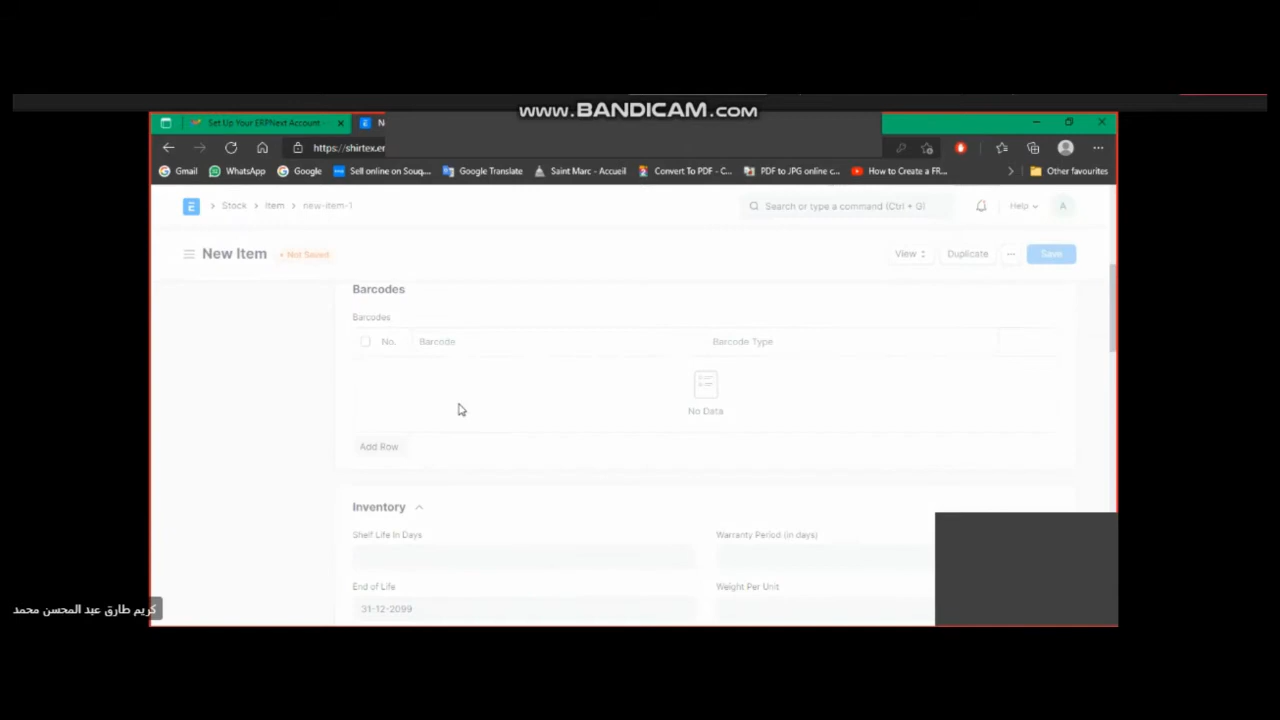 www.BANDICAM.com
Set Up Your ERPNext Account -
N
https://shirtex.er
Gmail WhatsApp Google Sell online on Souq,... Google Translate Saint Marc - Accueil Convert To PDF - C... PDF to JPG online c... How to Create a FR... Other favourites
E Stock Item new-item-1 Search or type a command (Ctrl + G) Help A
New Item • Not Saved View Duplicate ... Save
Barcodes
Barcodes
No. Barcode Barcode Type
No Data
Add Row
Inventory
Shelf Life In Days Warranty Period (in days)
End of Life Weight Per Unit
31-12-2099
كريم طارق عبد المحسن محمد